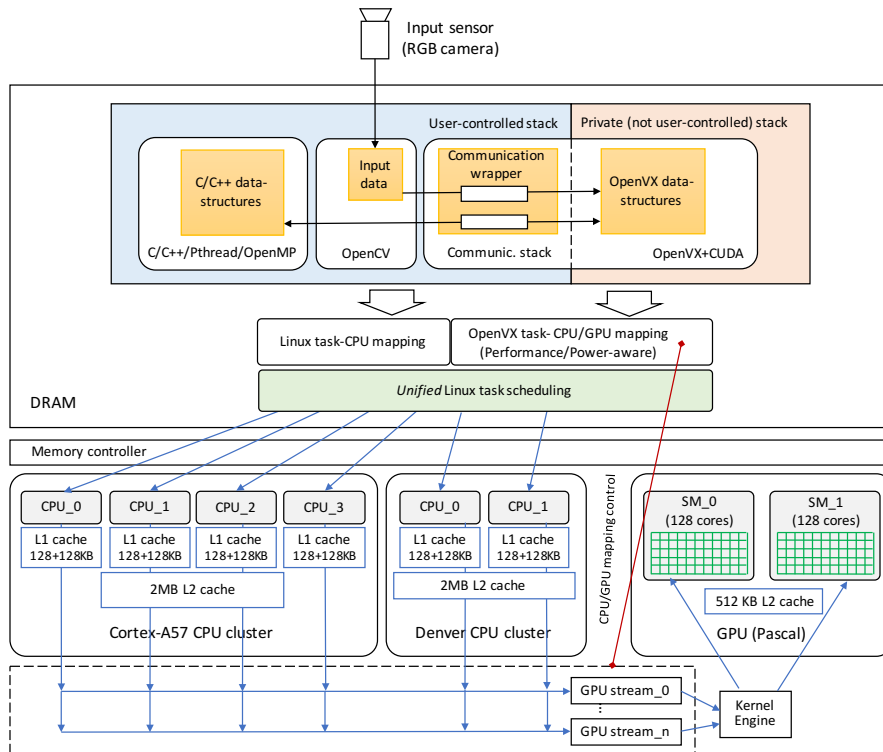 Input sensor
(RGB camera)
User-controlled stack
Private (not user-controlled) stack
C/C++ data-
structures
Input
data
Communication
wrapper
OpenVX data-
structures
C/C++/Pthread/OpenMP
OpenCV
Communic. stack
OpenVX+CUDA
Linux task-CPU mapping
OpenVX task- CPU/GPU mapping
(Performance/Power-aware)
Unified Linux task scheduling
DRAM
Memory controller
CPU_0
CPU_1
CPU_2
CPU_3
L1 cache
128+128KB
L1 cache
128+128KB
L1 cache
128+128KB
L1 cache
128+128KB
2MB L2 cache
Cortex-A57 CPU cluster
CPU_0
CPU_1
L1 cache
128+128KB
L1 cache
128+128KB
2MB L2 cache
Denver CPU cluster
CPU/GPU mapping control
SM_0
(128 cores)
SM_1
(128 cores)
512 KB L2 cache
GPU (Pascal)
GPU stream_0
...
GPU stream_n
Kernel
Engine